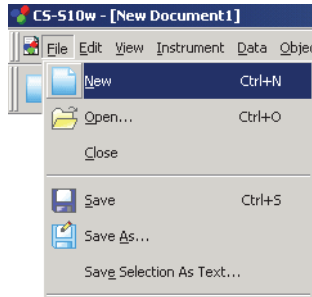 CS-S10w - [New Document1]
File Edit View Instrument Data Objec
New Ctrl+N
Open... Ctrl+O
Close
Save Ctrl+S
Save As...
Save Selection As Text...